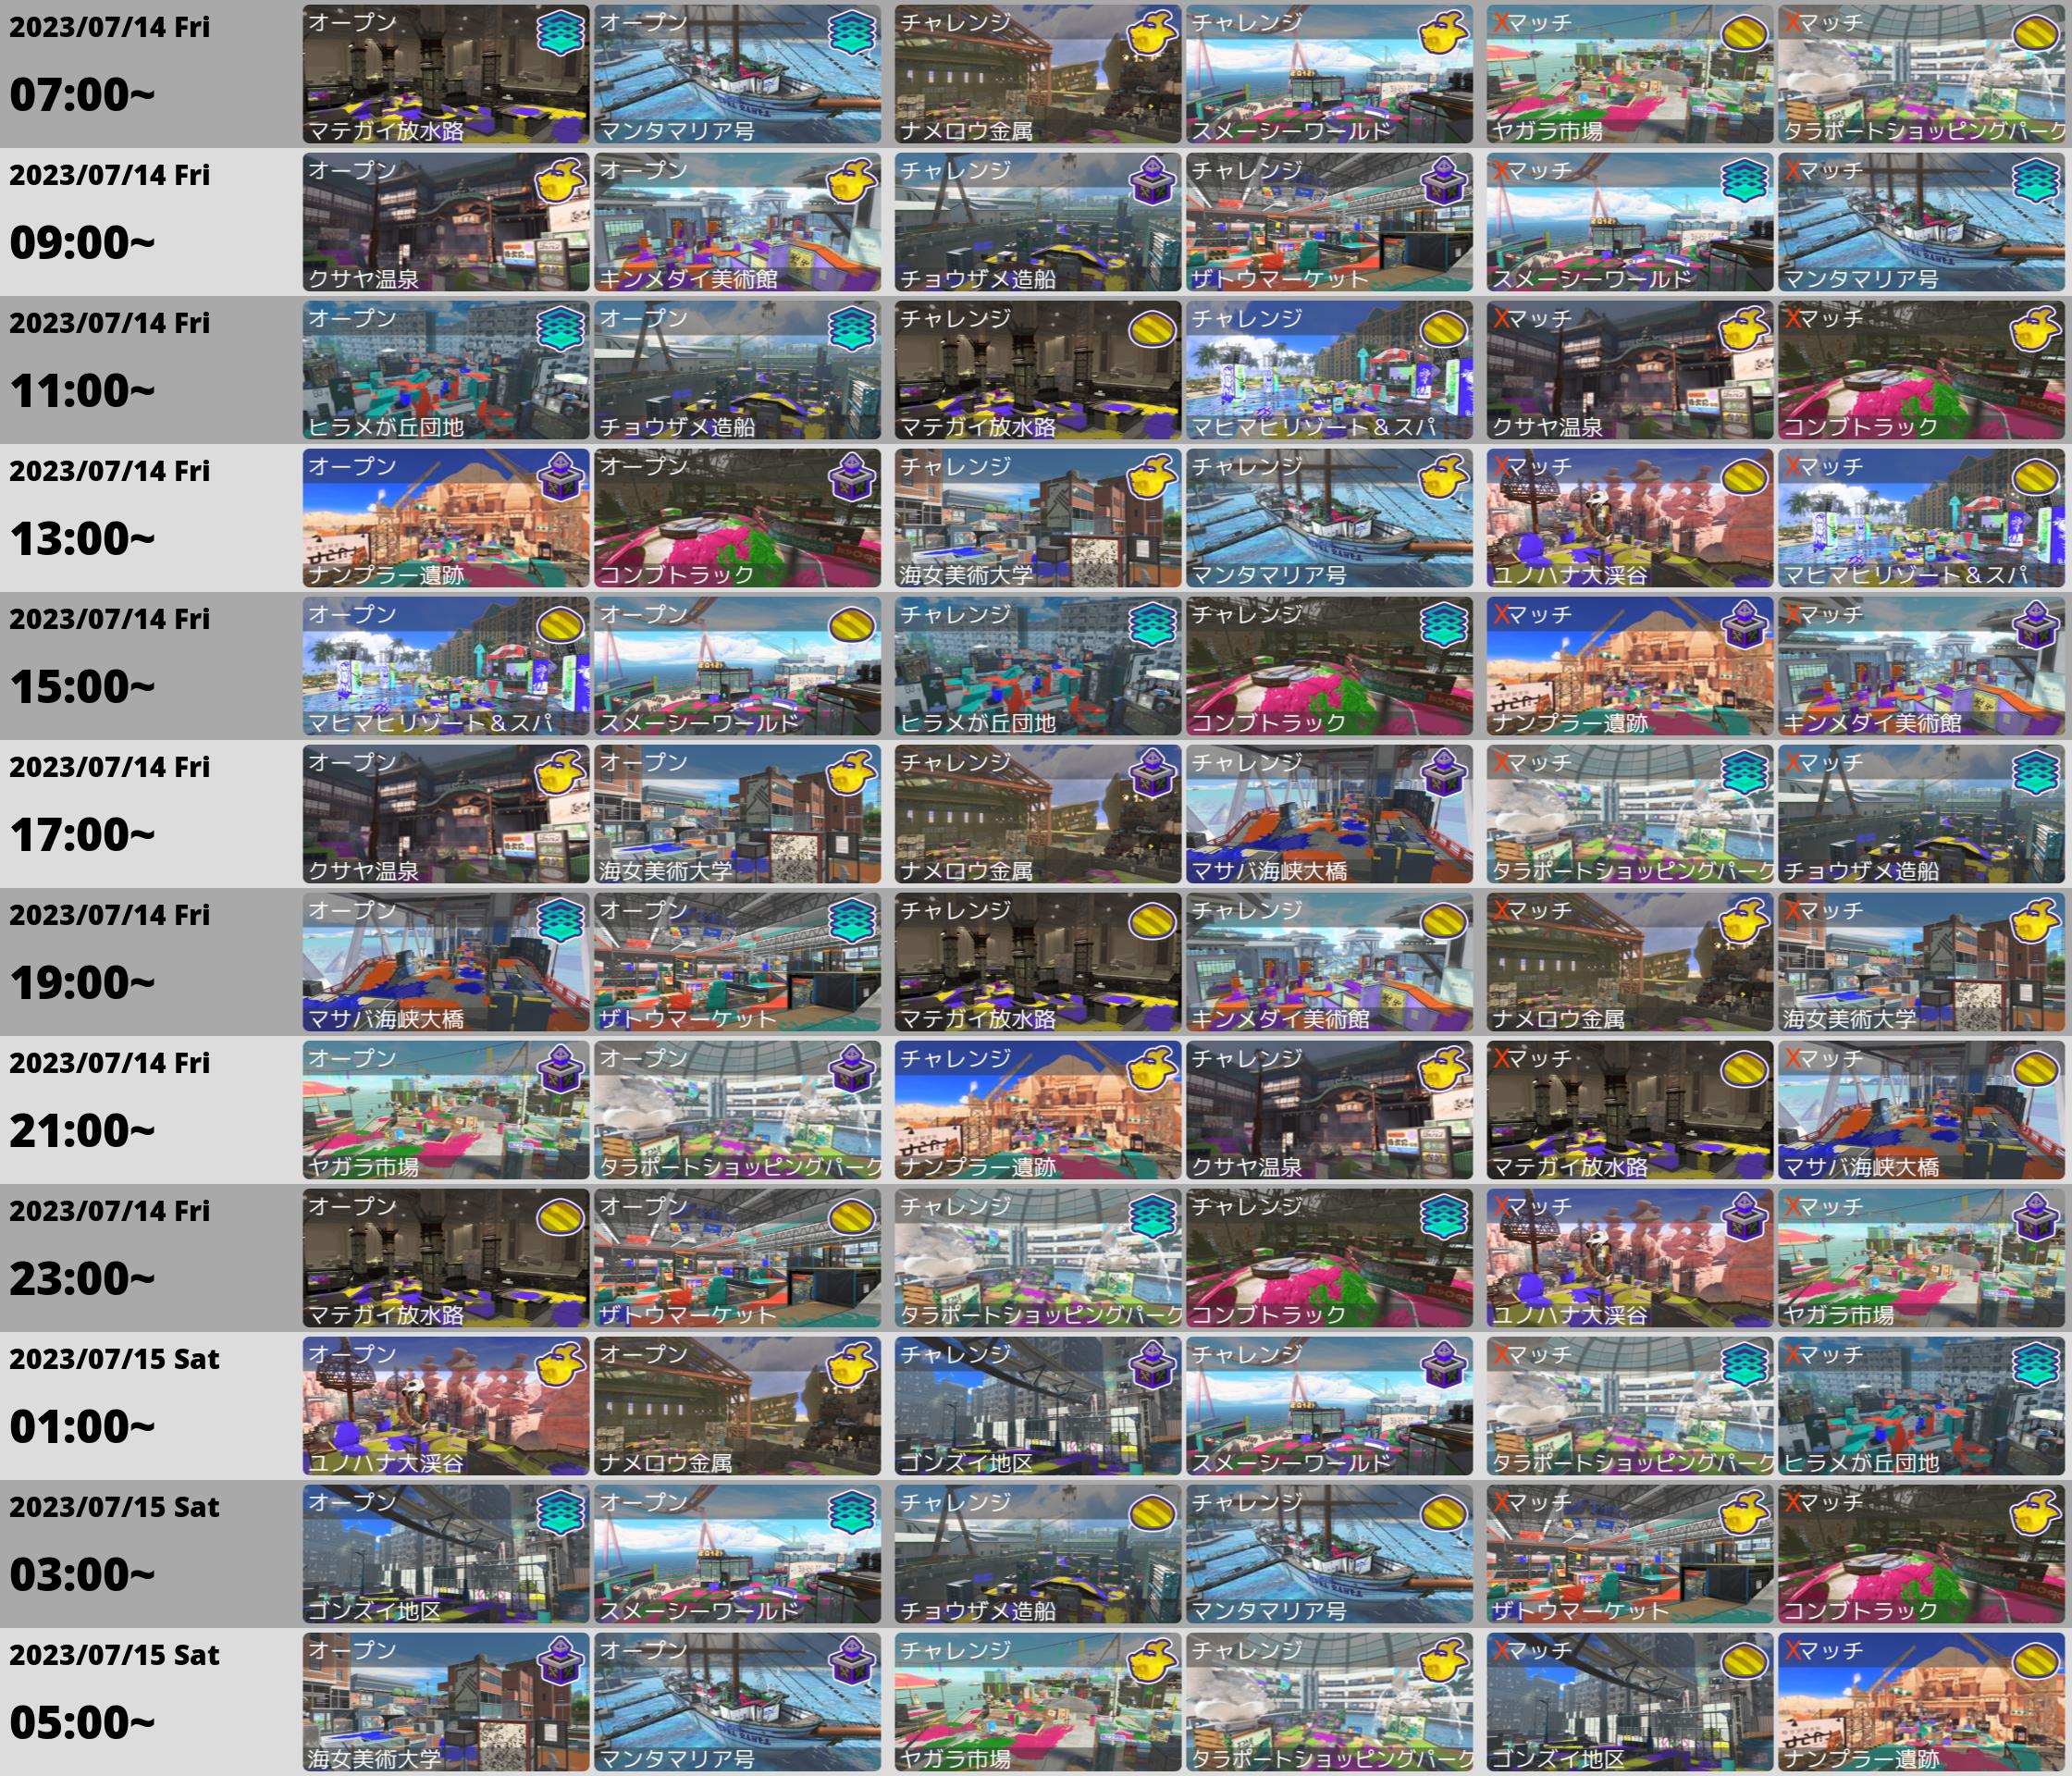 2023/07/14 Fri
07:00~
オープン
マテガイ放水路
オープン
マンタマリア号
チャレンジ
ナメロウ金属
チャレンジ
スメーシーワールド
Xマッチ
ヤガラ市場
Xマッチ
タラポートショッピングパーク
2023/07/14 Fri
09:00~
オープン
クサヤ温泉
オープン
キンメダイ美術館
チャレンジ
チョウザメ造船
チャレンジ
ザトウマーケット
Xマッチ
スメーシーワールド
Xマッチ
マンタマリア号
2023/07/14 Fri
11:00~
オープン
ヒラメが丘団地
オープン
チョウザメ造船
チャレンジ
マテガイ放水路
チャレンジ
マヒマヒリゾート＆スパ
Xマッチ
クサヤ温泉
Xマッチ
コンブトラック
2023/07/14 Fri
13:00~
オープン
ナンプラー遺跡
オープン
コンブトラック
チャレンジ
海女美術大学
チャレンジ
マンタマリア号
Xマッチ
ユノハナ大渓谷
Xマッチ
マヒマヒリゾート＆スパ
2023/07/14 Fri
15:00~
オープン
マヒマヒリゾート＆スパ
オープン
スメーシーワールド
チャレンジ
ヒラメが丘団地
チャレンジ
コンブトラック
Xマッチ
ナンプラー遺跡
Xマッチ
キンメダイ美術館
2023/07/14 Fri
17:00~
オープン
クサヤ温泉
オープン
海女美術大学
チャレンジ
ナメロウ金属
チャレンジ
マサバ海峡大橋
Xマッチ
タラポートショッピングパーク
Xマッチ
チョウザメ造船
2023/07/14 Fri
19:00~
オープン
マサバ海峡大橋
オープン
ザトウマーケット
チャレンジ
マテガイ放水路
チャレンジ
キンメダイ美術館
Xマッチ
ナメロウ金属
Xマッチ
海女美術大学
2023/07/14 Fri
21:00~
オープン
ヤガラ市場
オープン
タラポートショッピングパーク
チャレンジ
ナンプラー遺跡
チャレンジ
クサヤ温泉
Xマッチ
マテガイ放水路
Xマッチ
マサバ海峡大橋
2023/07/14 Fri
23:00~
オープン
マテガイ放水路
オープン
ザトウマーケット
チャレンジ
タラポートショッピングパーク
チャレンジ
コンブトラック
Xマッチ
ユノハナ大渓谷
Xマッチ
ヤガラ市場
2023/07/15 Sat
01:00~
オープン
ユノハナ大渓谷
オープン
ナメロウ金属
チャレンジ
ゴンズイ地区
チャレンジ
スメーシーワールド
Xマッチ
タラポートショッピングパーク
Xマッチ
ヒラメが丘団地
2023/07/15 Sat
03:00~
オープン
ゴンズイ地区
オープン
スメーシーワールド
チャレンジ
チョウザメ造船
チャレンジ
マンタマリア号
Xマッチ
ザトウマーケット
Xマッチ
コンブトラック
2023/07/15 Sat
05:00~
オープン
海女美術大学
オープン
マンタマリア号
チャレンジ
ヤガラ市場
チャレンジ
タラポートショッピングパーク
Xマッチ
ゴンズイ地区
Xマッチ
ナンプラー遺跡